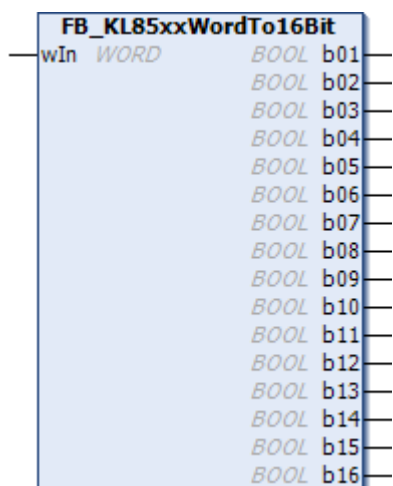 FB_KL85xxWordTo16Bit
wIn WORD BOOL b01
BOOL b02
BOOL b03
BOOL b04
BOOL b05
BOOL b06
BOOL b07
BOOL b08
BOOL b09
BOOL b10
BOOL b11
BOOL b12
BOOL b13
BOOL b14
BOOL b15
BOOL b16